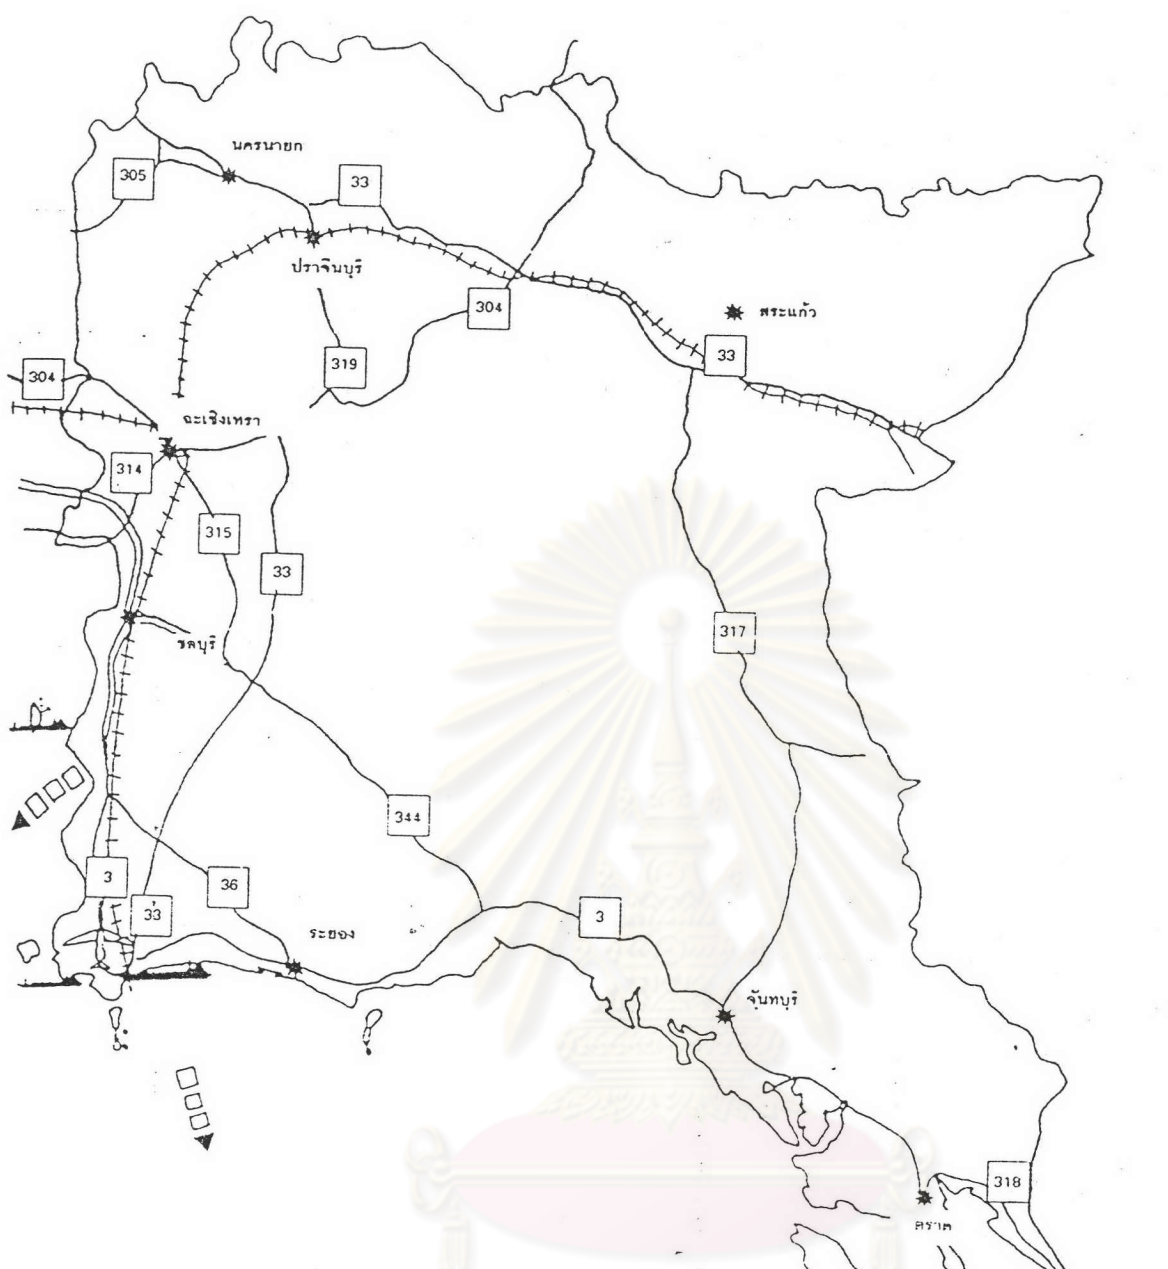 นครนายก
305
33
ปราจีนบุรี
304
สระแก้ว
33
319
304
ฉะเชิงเทรา
314
315
33
317
ชลบุรี
344
3
36
33
3
ระยอง
จันทบุรี
318
ตราด